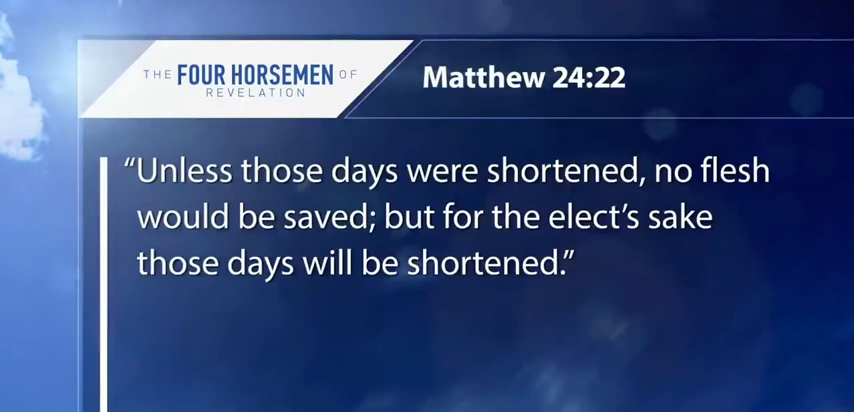 THE FOUR HORSEMEN OF
REVELATION
Matthew 24:22
“Unless those days were shortened, no flesh
would be saved; but for the elect’s sake
those days will be shortened.”